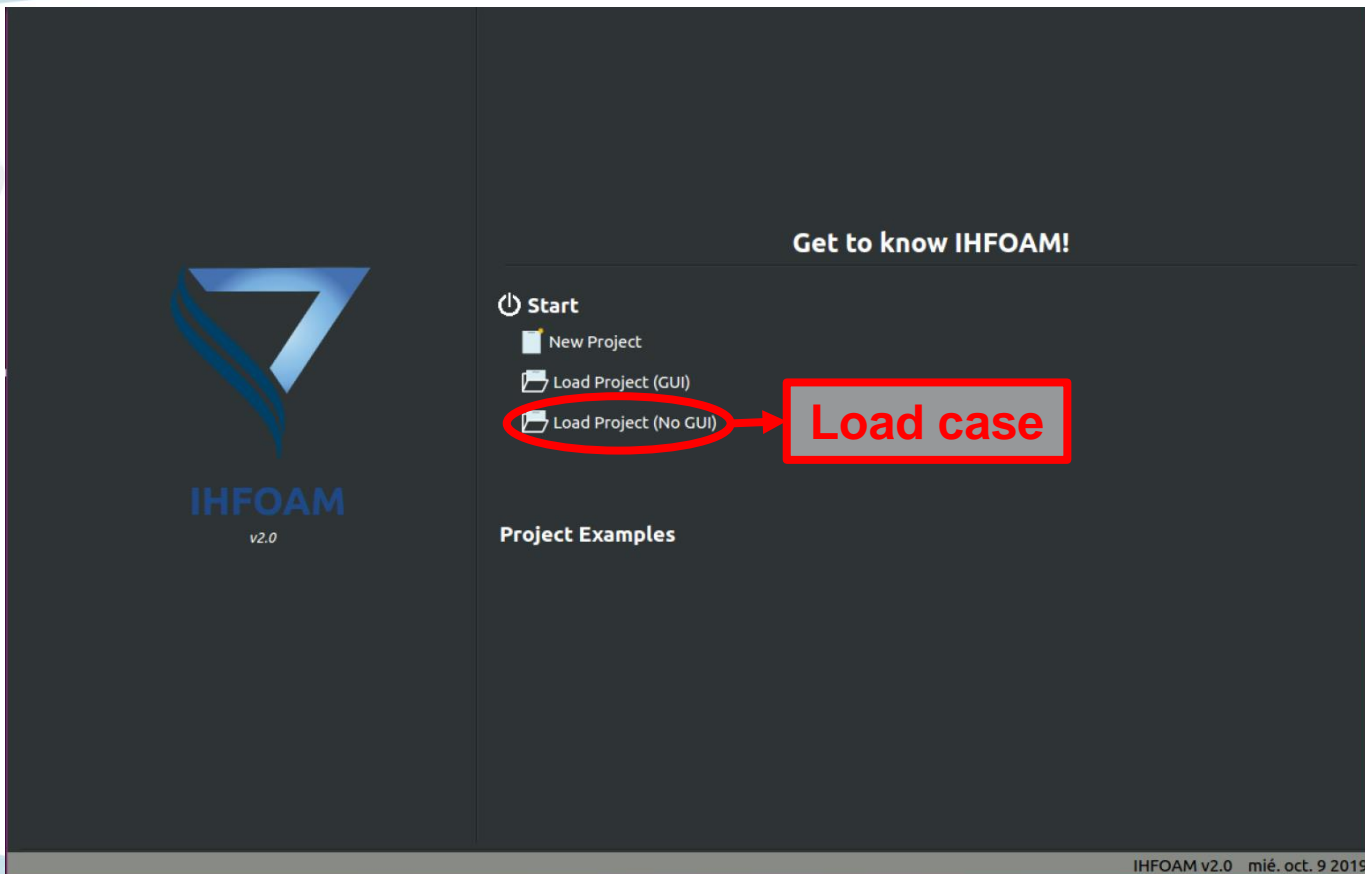 Get to know IHFOAM!
Start
New Project
Load Project (GUI)
Load Project (No GUI)
Load case
IHFOAM
v2.0
Project Examples
IHFOAM v2.0 mié. oct. 9 2019